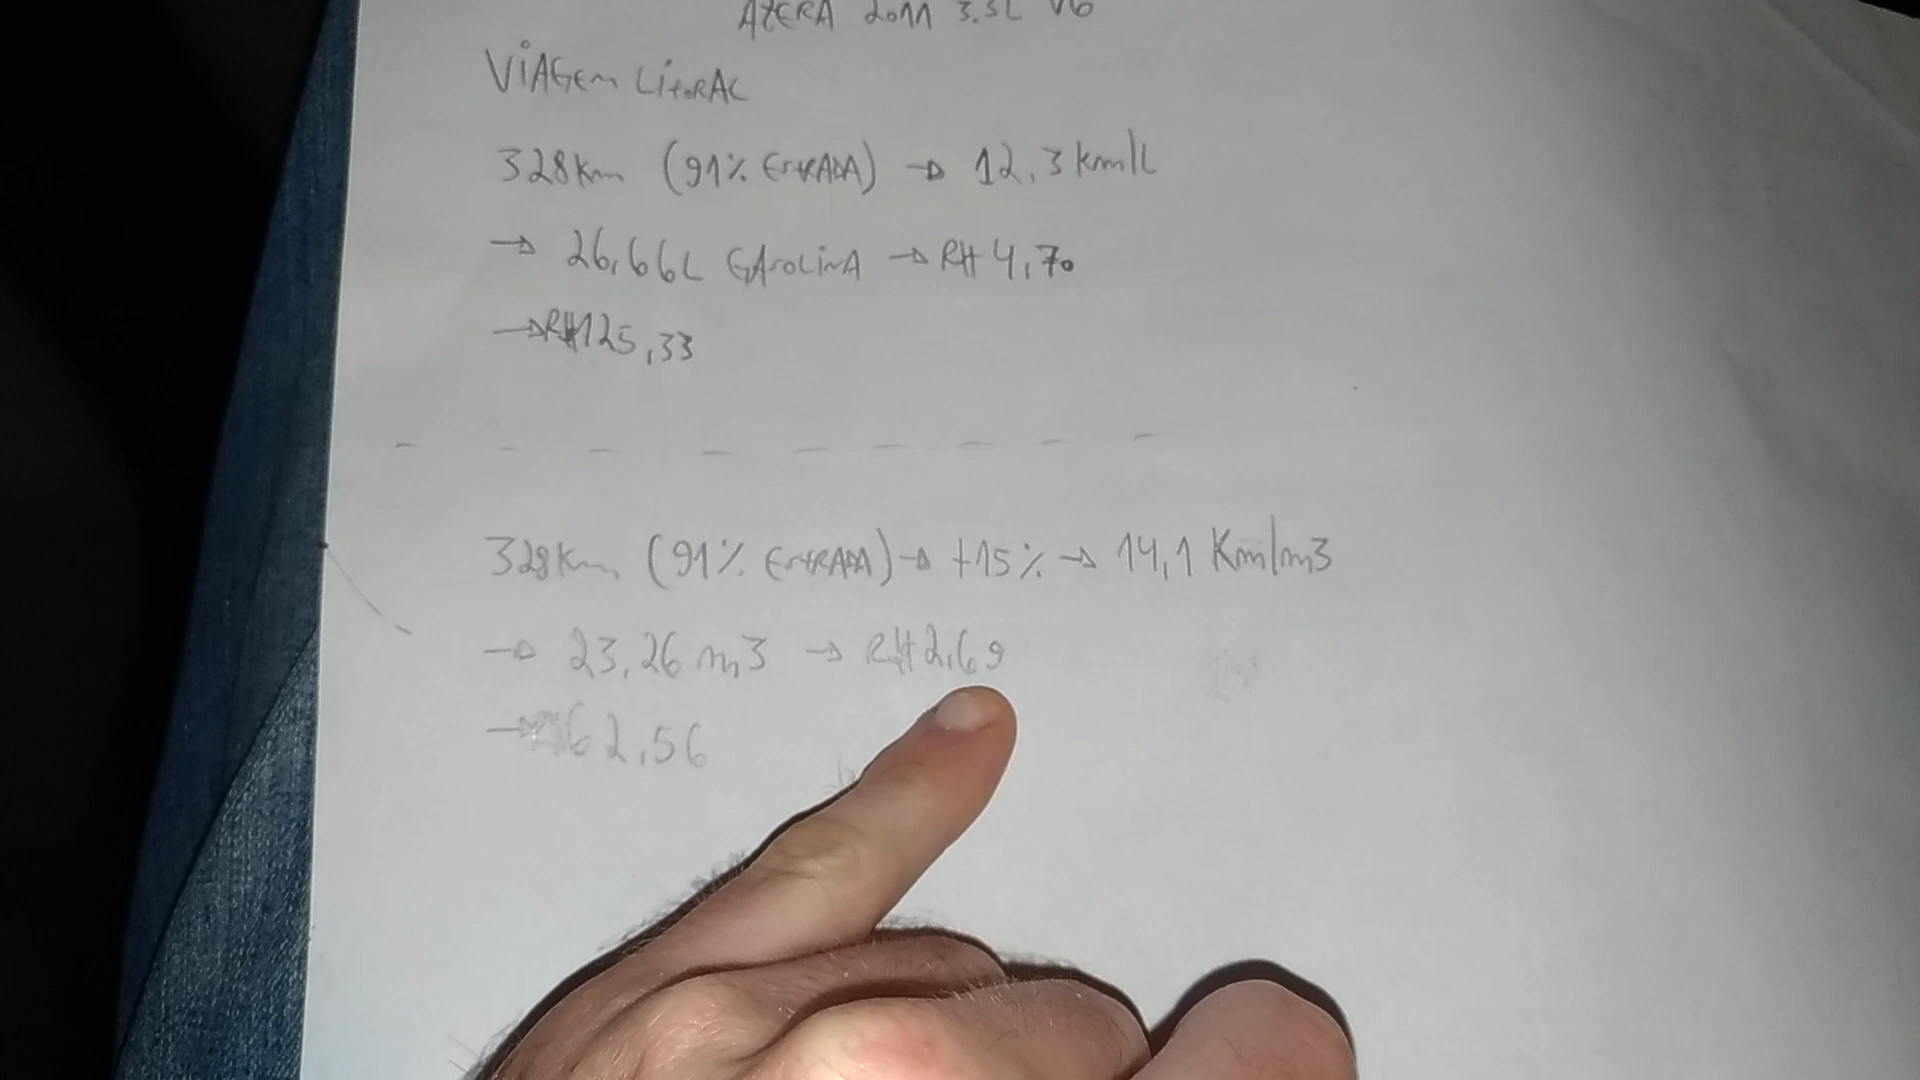 AZERA 2011 3.5L V6
ViAGEm LitoRAL
328Km (91% EstRADA) → 12,3 Km/L
→ 26,66L GAsolinA → R$ 4,70
→ R$125,33
328Km (91% EstRADA) → +15% → 14,1 Km/m3
→ 23,26 m3 → R$ 2,69
→ R$62,56